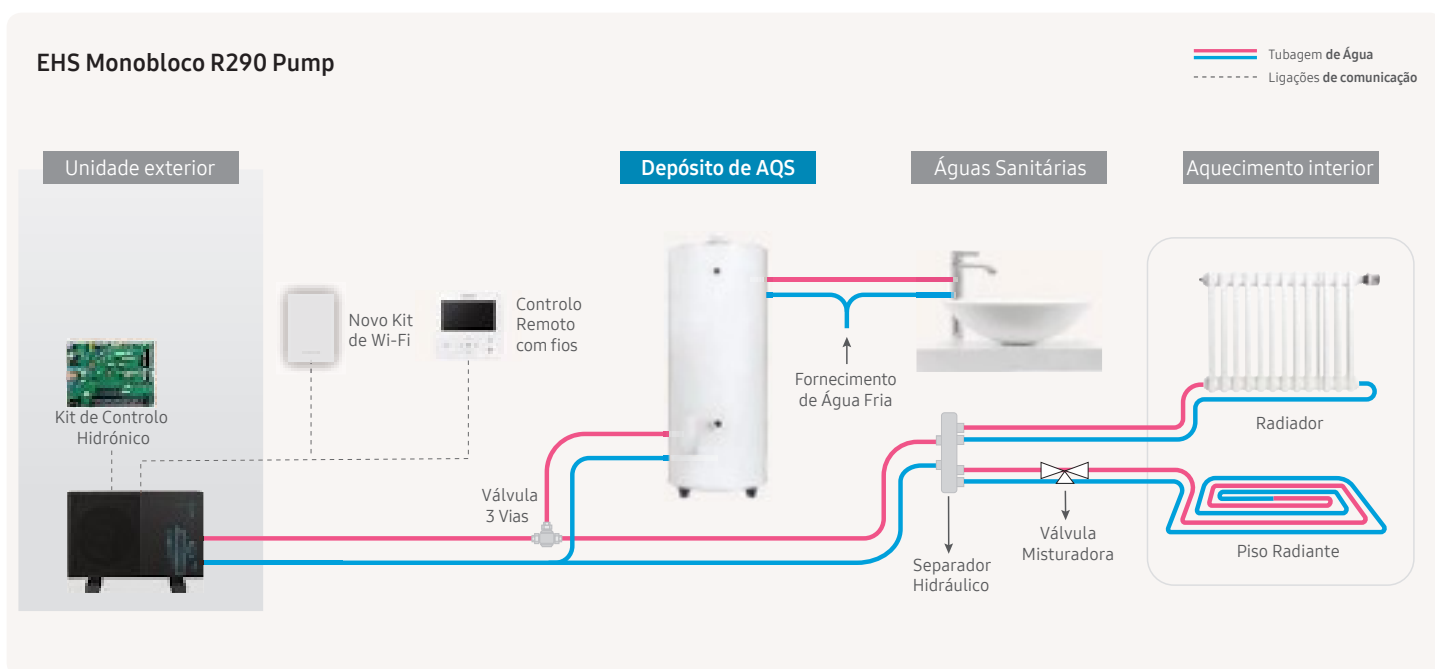 EHS Monobloco R290 Pump
Tubagem de Água
Ligações de comunicação
Unidade exterior
Depósito de AQS
Águas Sanitárias
Aquecimento interior
Novo Kit
de Wi-Fi
Controlo
Remoto
com fios
Kit de Controlo
Hidrónico
Válvula
3 Vias
Fornecimento
de Água Fria
Separador
Hidráulico
Válvula
Misturadora
Radiador
Piso Radiante